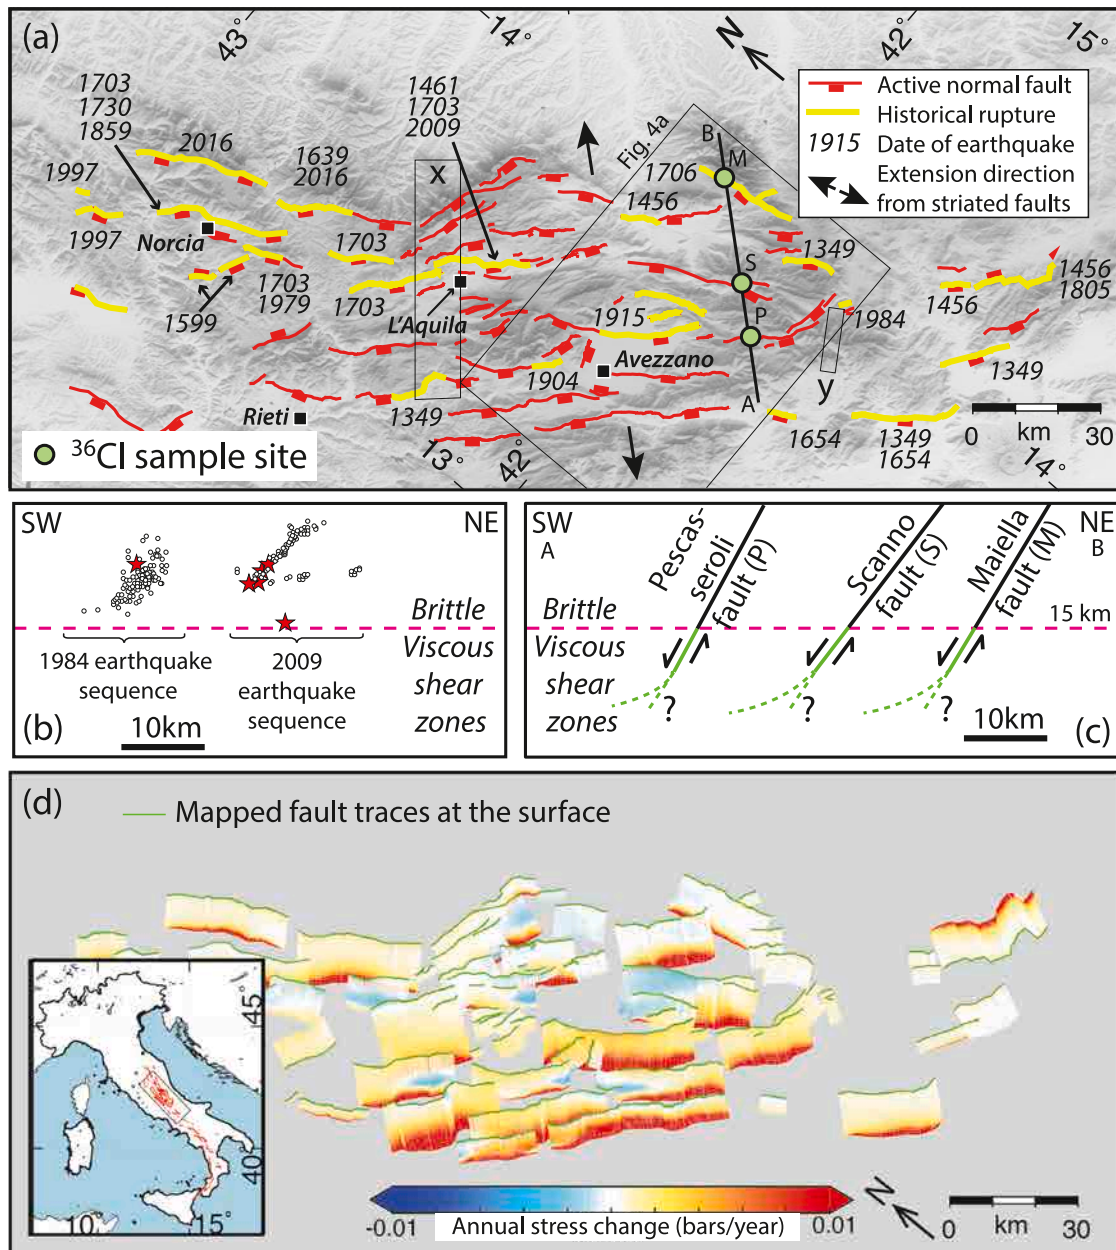 (a)
43°
14°
N
42°
15°
1703
1730
1859
2016
1461
1703
2009
Active normal fault
Historical rupture
1915 Date of earthquake
Extension direction
from striated faults
Fig. 4a
B
M
1997
1639
2016
X
1706
1456
1997
Norcia
1703
1349
S
1456
1805
1456
1703
1979
1703
L'Aquila
1915
P
1984
1599
Avezzano
1349
1904
A
y
Rieti
1349
1654
1349
1654
0 km 30
36Cl sample site
13°
42°
14°
SW
NE
Brittle
Viscous
shear
zones
1984 earthquake
sequence
2009
earthquake
sequence
(b)
10km
SW
A
NE
B
Pescas-
seroli
fault (P)
Scanno
fault (S)
Maiella
fault (M)
Brittle
15 km
Viscous
shear
zones
?
?
?
10km
(c)
(d)
Mapped fault traces at the surface
45°
40°
10°
15°
-0.01
Annual stress change (bars/year)
0.01
N
0 km 30